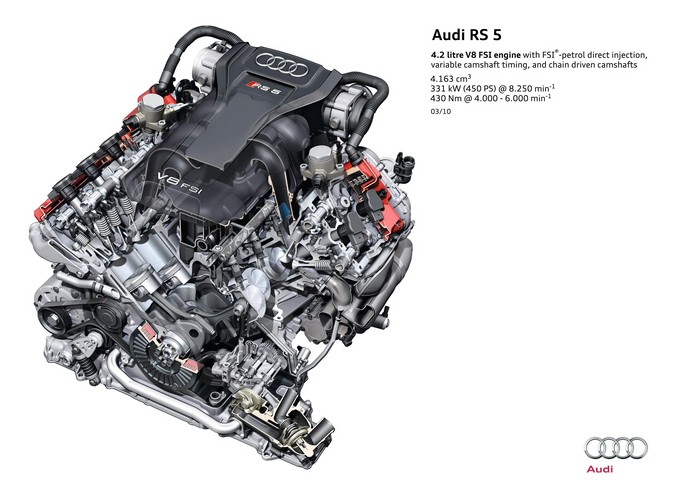 Audi RS 5
4.2 litre V8 FSI engine with FSI®-petrol direct injection,
variable camshaft timing, and chain driven camshafts
4.163 cm³
331 kW (450 PS) @ 8.250 min⁻¹
430 Nm @ 4.000 - 6.000 min⁻¹
03/10
RS 5
V8 FSI
Audi